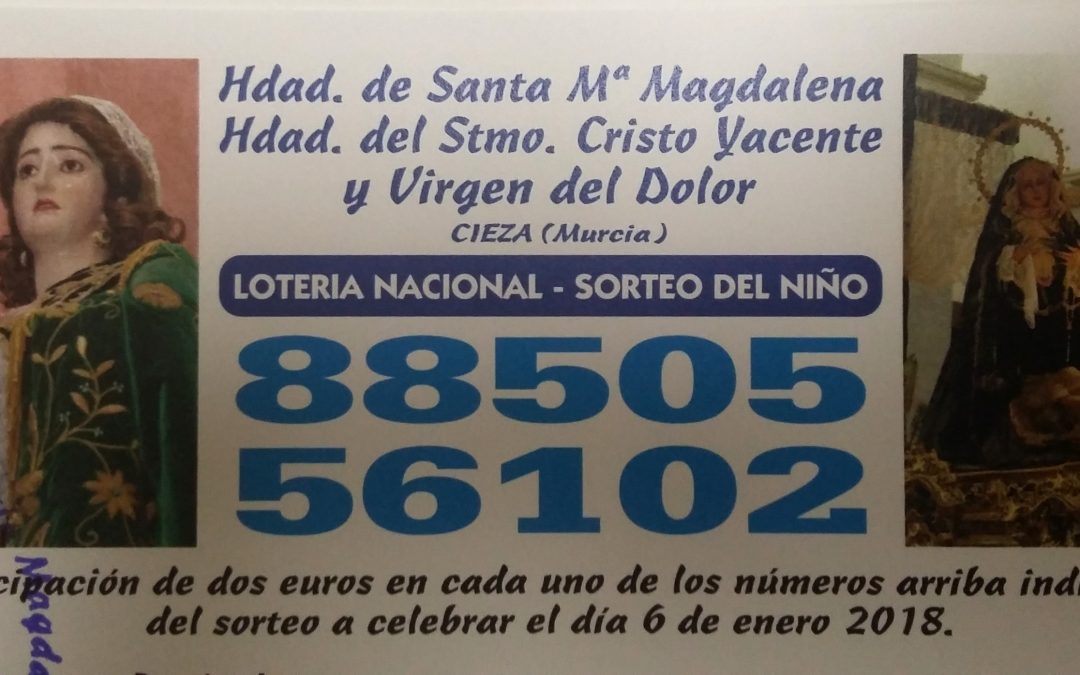 Hdad. de Santa Mª Magdalena
Hdad. del Stmo. Cristo Yacente
y Virgen del Dolor
CIEZA (Murcia)
LOTERIA NACIONAL - SORTEO DEL NIÑO
88505
56102
cipación de dos euros en cada uno de los números arriba ind
del sorteo a celebrar el día 6 de enero 2018.
Magda